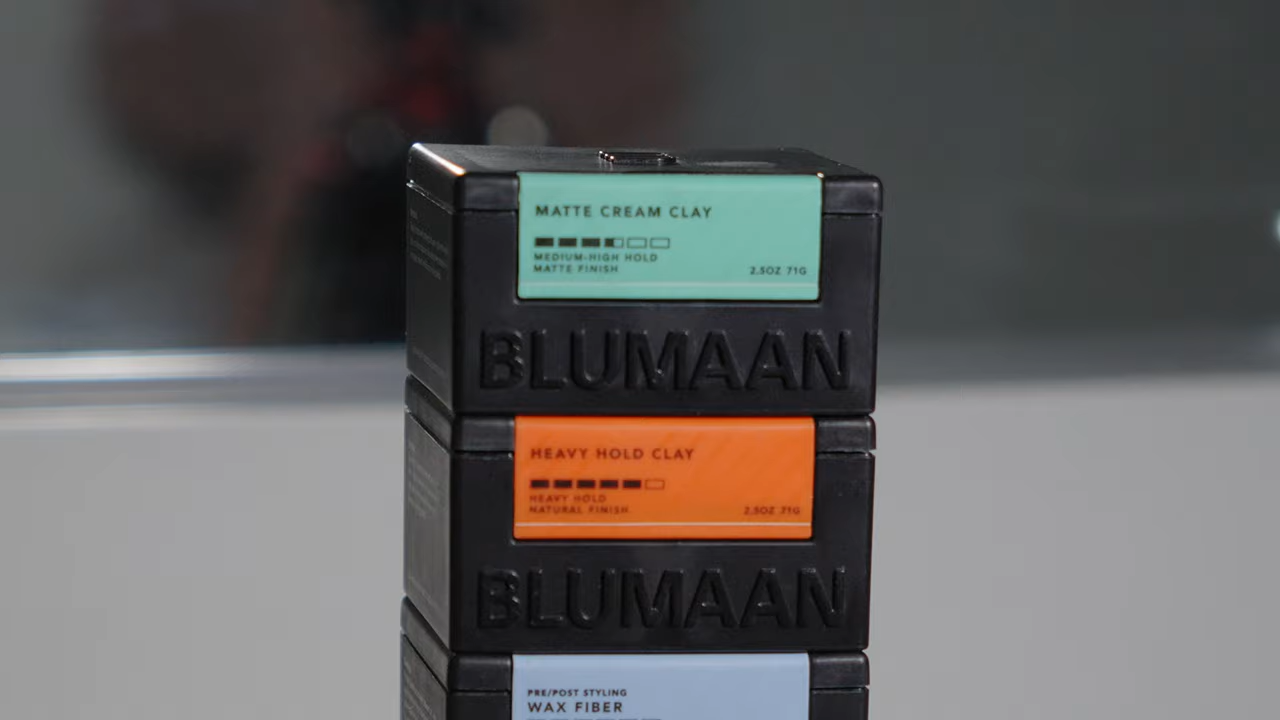 MATTE CREAM CLAY
MEDIUM-HIGH HOLD
MATTE FINISH
2.5OZ 71G
BLUMAAN
HEAVY HOLD CLAY
HEAVY HOLD
NATURAL FINISH
2.5OZ 71G
BLUMAAN
PRE/POST STYLING
WAX FIBER